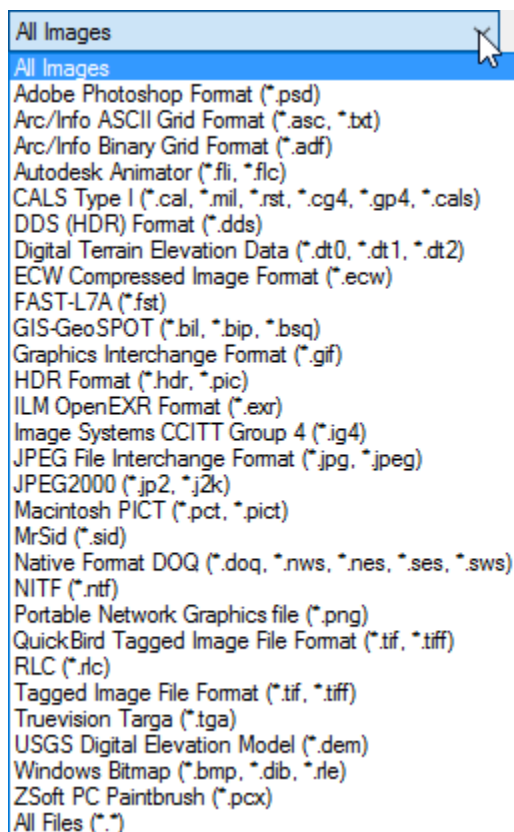 All Images
All Images
Adobe Photoshop Format (*.psd)
Arc/Info ASCII Grid Format (*.asc, *.txt)
Arc/Info Binary Grid Format (*.adf)
Autodesk Animator (*.fli, *.flc)
CALS Type I (*.cal, *.mil, *.rst, *.cg4, *.gp4, *.cals)
DDS (HDR) Format (*.dds)
Digital Terrain Elevation Data (*.dt0, *.dt1, *.dt2)
ECW Compressed Image Format (*.ecw)
FAST-L7A (*.fst)
GIS-GeoSPOT (*.bil, *.bip, *.bsq)
Graphics Interchange Format (*.gif)
HDR Format (*.hdr, *.pic)
ILM OpenEXR Format (*.exr)
Image Systems CCITT Group 4 (*.ig4)
JPEG File Interchange Format (*.jpg, *.jpeg)
JPEG2000 (*.jp2, *.j2k)
Macintosh PICT (*.pct, *.pict)
MrSid (*.sid)
Native Format DOQ (*.doq, *.nws, *.nes, *.ses, *.sws)
NITF (*.ntf)
Portable Network Graphics file (*.png)
QuickBird Tagged Image File Format (*.tif, *.tiff)
RLC (*.rlc)
Tagged Image File Format (*.tif, *.tiff)
Truevision Targa (*.tga)
USGS Digital Elevation Model (*.dem)
Windows Bitmap (*.bmp, *.dib, *.rle)
ZSoft PC Paintbrush (*.pcx)
All Files (*.*)